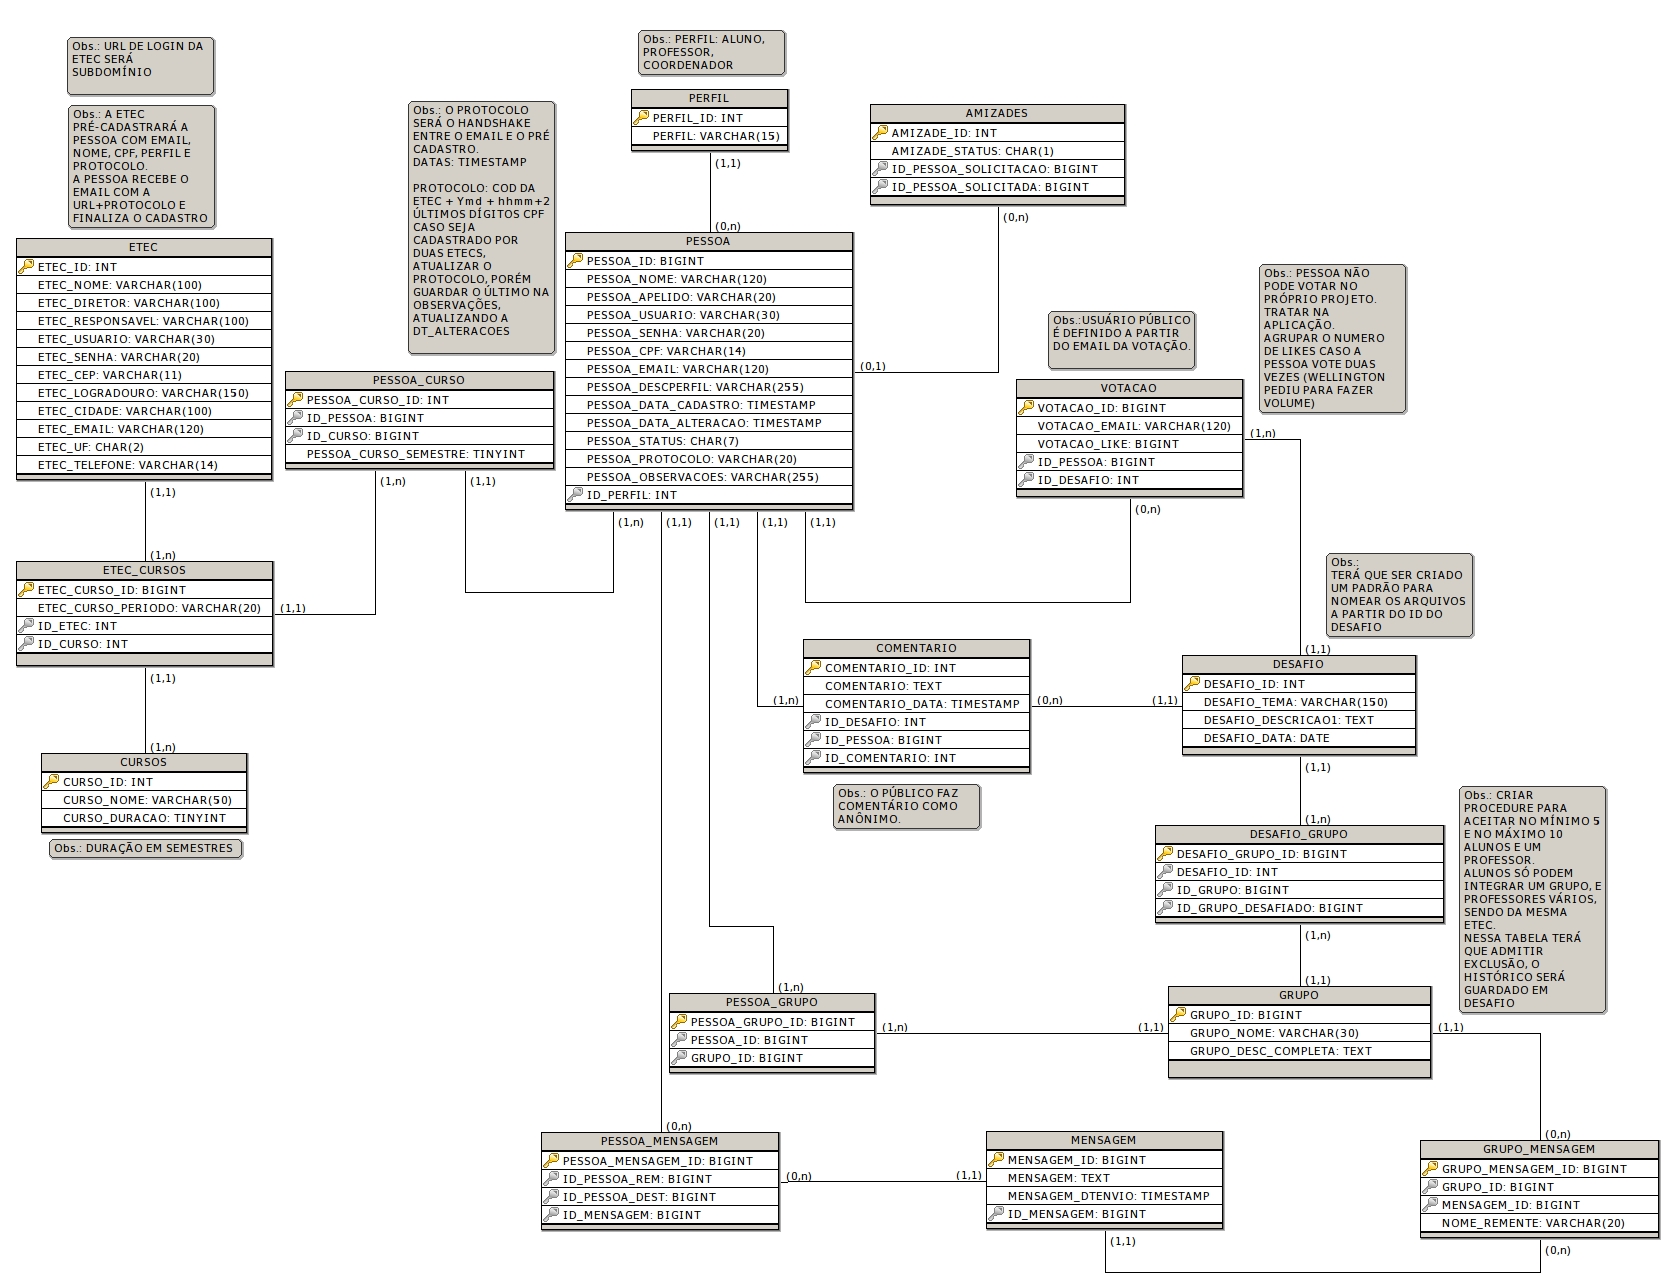 Obs.: URL DE LOGIN DA
ETEC SERÁ
SUBDOMÍNIO
Obs.: A ETEC
PRÉ-CADASTRARÁ A
PESSOA COM EMAIL,
NOME, CPF, PERFIL E
PROTOCOLO.
A PESSOA RECEBE O
EMAIL COM A
URL+PROTOCOLO E
FINALIZA O CADASTRO
ETEC
ETEC_ID: INT
ETEC_NOME: VARCHAR(100)
ETEC_DIRETOR: VARCHAR(100)
ETEC_RESPONSAVEL: VARCHAR(100)
ETEC_USUARIO: VARCHAR(30)
ETEC_SENHA: VARCHAR(20)
ETEC_CEP: VARCHAR(11)
ETEC_LOGRADOURO: VARCHAR(150)
ETEC_CIDADE: VARCHAR(100)
ETEC_EMAIL: VARCHAR(120)
ETEC_UF: CHAR(2)
ETEC_TELEFONE: VARCHAR(14)
(1,1)
(1,n)
ETEC_CURSOS
ETEC_CURSO_ID: BIGINT
ETEC_CURSO_PERIODO: VARCHAR(20)
ID_ETEC: INT
ID_CURSO: INT
(1,1)
(1,1)
(1,n)
CURSOS
CURSO_ID: INT
CURSO_NOME: VARCHAR(50)
CURSO_DURACAO: TINYINT
Obs.: DURAÇÃO EM SEMESTRES
Obs.: O PROTOCOLO
SERÁ O HANDSHAKE
ENTRE O EMAIL E O PRÉ
CADASTRO.
DATAS: TIMESTAMP
PROTOCOLO: COD DA
ETEC + Ymd + hhmm+2
ÚLTIMOS DÍGITOS CPF
CASO SEJA
CADASTRADO POR
DUAS ETECS,
ATUALIZAR O
PROTOCOLO, PORÉM
GUARDAR O ÚLTIMO NA
OBSERVAÇÕES,
ATUALIZANDO A
DT_ALTERACOES
PESSOA_CURSO
PESSOA_CURSO_ID: INT
ID_PESSOA: BIGINT
ID_CURSO: BIGINT
PESSOA_CURSO_SEMESTRE: TINYINT
(1,n)
(1,1)
Obs.: PERFIL: ALUNO,
PROFESSOR,
COORDENADOR
PERFIL
PERFIL_ID: INT
PERFIL: VARCHAR(15)
(1,1)
(0,n)
PESSOA
PESSOA_ID: BIGINT
PESSOA_NOME: VARCHAR(120)
PESSOA_APELIDO: VARCHAR(20)
PESSOA_USUARIO: VARCHAR(30)
PESSOA_SENHA: VARCHAR(20)
PESSOA_CPF: VARCHAR(14)
PESSOA_EMAIL: VARCHAR(120)
PESSOA_DESCPERFIL: VARCHAR(255)
PESSOA_DATA_CADASTRO: TIMESTAMP
PESSOA_DATA_ALTERACAO: TIMESTAMP
PESSOA_STATUS: CHAR(7)
PESSOA_PROTOCOLO: VARCHAR(20)
PESSOA_OBSERVACOES: VARCHAR(255)
ID_PERFIL: INT
(1,n)
(1,1)
(1,1)
(1,1)
(1,1)
AMIZADES
AMIZADE_ID: INT
AMIZADE_STATUS: CHAR(1)
ID_PESSOA_SOLICITACAO: BIGINT
ID_PESSOA_SOLICITADA: BIGINT
(0,n)
(0,1)
Obs.:USUÁRIO PÚBLICO
É DEFINIDO A PARTIR
DO EMAIL DA VOTAÇÃO.
VOTACAO
VOTACAO_ID: BIGINT
VOTACAO_EMAIL: VARCHAR(120)
VOTACAO_LIKE: BIGINT
ID_PESSOA: BIGINT
ID_DESAFIO: INT
(1,n)
(0,n)
Obs.: PESSOA NÃO
PODE VOTAR NO
PRÓPRIO PROJETO.
TRATAR NA
APLICAÇÃO.
AGRUPAR O NUMERO
DE LIKES CASO A
PESSOA VOTE DUAS
VEZES (WELLINGTON
PEDIU PARA FAZER
VOLUME)
Obs.:
TERÁ QUE SER CRIADO
UM PADRÃO PARA
NOMEAR OS ARQUIVOS
A PARTIR DO ID DO
DESAFIO
(1,1)
DESAFIO
DESAFIO_ID: INT
DESAFIO_TEMA: VARCHAR(150)
DESAFIO_DESCRICAO1: TEXT
DESAFIO_DATA: DATE
(1,1)
(1,1)
COMENTARIO
COMENTARIO_ID: INT
COMENTARIO: TEXT
COMENTARIO_DATA: TIMESTAMP
ID_DESAFIO: INT
ID_PESSOA: BIGINT
ID_COMENTARIO: INT
(1,n)
(0,n)
Obs.: O PÚBLICO FAZ
COMENTÁRIO COMO
ANÔNIMO.
(1,n)
DESAFIO_GRUPO
DESAFIO_GRUPO_ID: BIGINT
DESAFIO_ID: INT
ID_GRUPO: BIGINT
ID_GRUPO_DESAFIADO: BIGINT
(1,n)
Obs.: CRIAR
PROCEDURE PARA
ACEITAR NO MÍNIMO 5
E NO MÁXIMO 10
ALUNOS E UM
PROFESSOR.
ALUNOS SÓ PODEM
INTEGRAR UM GRUPO, E
PROFESSORES VÁRIOS,
SENDO DA MESMA
ETEC.
NESSA TABELA TERÁ
QUE ADMITIR
EXCLUSÃO, O
HISTÓRICO SERÁ
GUARDADO EM
DESAFIO
(1,1)
GRUPO
GRUPO_ID: BIGINT
GRUPO_NOME: VARCHAR(30)
GRUPO_DESC_COMPLETA: TEXT
(1,1)
(1,1)
(1,n)
PESSOA_GRUPO
PESSOA_GRUPO_ID: BIGINT
PESSOA_ID: BIGINT
GRUPO_ID: BIGINT
(1,n)
(0,n)
PESSOA_MENSAGEM
PESSOA_MENSAGEM_ID: BIGINT
ID_PESSOA_REM: BIGINT
ID_PESSOA_DEST: BIGINT
ID_MENSAGEM: BIGINT
(0,n)
(1,1)
MENSAGEM
MENSAGEM_ID: BIGINT
MENSAGEM: TEXT
MENSAGEM_DTENVIO: TIMESTAMP
ID_MENSAGEM: BIGINT
(1,1)
(0,n)
GRUPO_MENSAGEM
GRUPO_MENSAGEM_ID: BIGINT
GRUPO_ID: BIGINT
MENSAGEM_ID: BIGINT
NOME_REMENTE: VARCHAR(20)
(0,n)